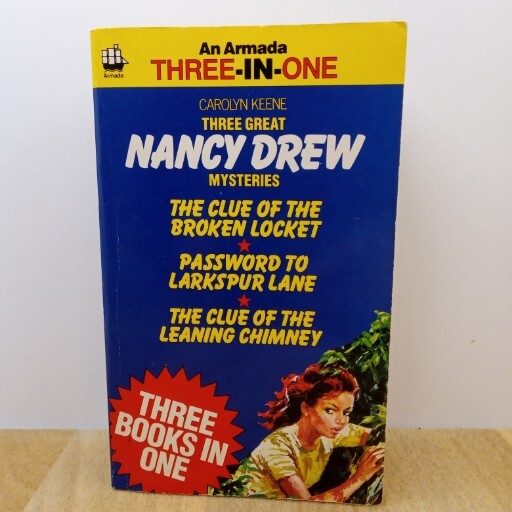 An Armada
THREE-IN-ONE
Armada
CAROLYN KEENE
THREE GREAT
NANCY DREW
MYSTERIES
THE CLUE OF THE
BROKEN LOCKET
PASSWORD TO
LARKSPUR LANE
THE CLUE OF THE
LEANING CHIMNEY
THREE
BOOKS IN
ONE